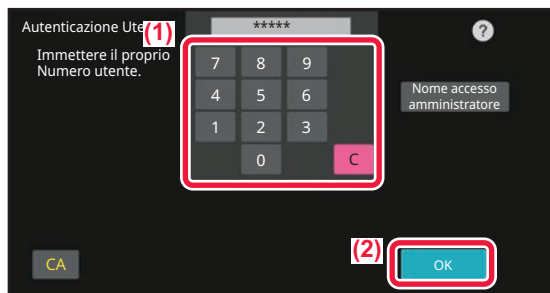 Autenticazione Ute
(1)
*****
?
Immettere il proprio
Numero utente.
7 8 9
4 5 6
1 2 3
0 C
Nome accesso
amministratore
CA
(2)
OK